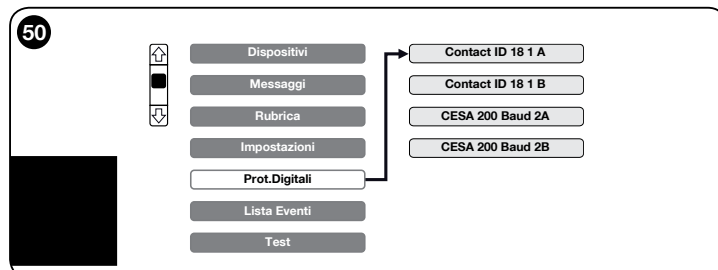 50
Dispositivi
Messaggi
Rubrica
Impostazioni
Prot.Digitali
Lista Eventi
Test
Contact ID 18 1 A
Contact ID 18 1 B
CESA 200 Baud 2A
CESA 200 Baud 2B